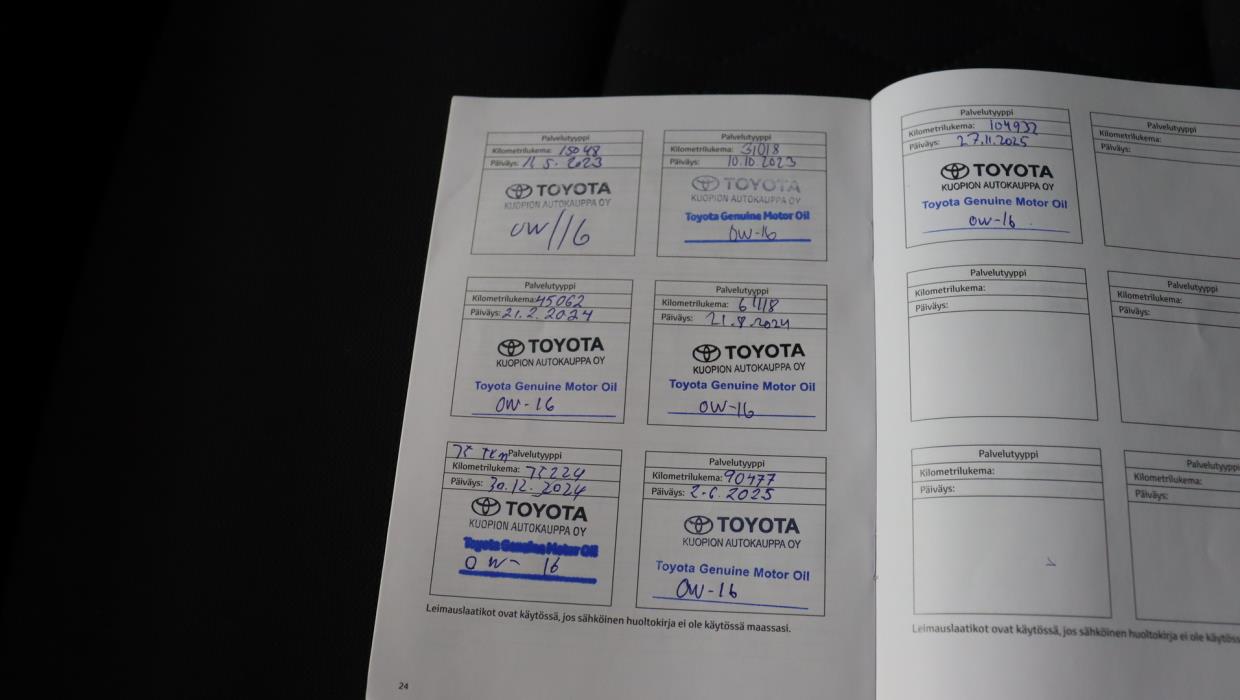 Palvelutyyppi
Kilometrilukema: 15048
Päiväys: 11.5.2023
TOYOTA
KUOPION AUTOKAUPPA OY
0W//16
Palvelutyyppi
Kilometrilukema: 31018
Päiväys: 10.10.2023
TOYOTA
KUOPION AUTOKAUPPA OY
Toyota Genuine Motor Oil
0W-16
Palvelutyyppi
Kilometrilukema: 45062
Päiväys: 21.2.2024
TOYOTA
KUOPION AUTOKAUPPA OY
Toyota Genuine Motor Oil
0W-16
Palvelutyyppi
Kilometrilukema: 61118
Päiväys: 21.8.2024
TOYOTA
KUOPION AUTOKAUPPA OY
Toyota Genuine Motor Oil
0W-16
75 TKM Palvelutyyppi
Kilometrilukema: 75224
Päiväys: 30.12.2024
TOYOTA
KUOPION AUTOKAUPPA OY
Toyota Genuine Motor Oil
0W-16
Palvelutyyppi
Kilometrilukema: 90477
Päiväys: 2.6.2025
TOYOTA
KUOPION AUTOKAUPPA OY
Toyota Genuine Motor Oil
0W-16
Leimauslaatikot ovat käytössä, jos sähköinen huoltokirja ei ole käytössä maassasi.
24
Palvelutyyppi
Kilometrilukema: 104932
Päiväys: 27.11.2025
TOYOTA
KUOPION AUTOKAUPPA OY
Toyota Genuine Motor Oil
0W-16
Palvelutyyppi
Kilometrilukema:
Päiväys:
Palvelutyyppi
Kilometrilukema:
Päiväys:
Palvelutyyppi
Kilometrilukema:
Päiväys:
Palvelutyyppi
Kilometrilukema:
Päiväys:
Palvelutyyppi
Kilometrilukema:
Päiväys:
Leimauslaatikot ovat käytössä, jos sähköinen huoltokirja ei ole